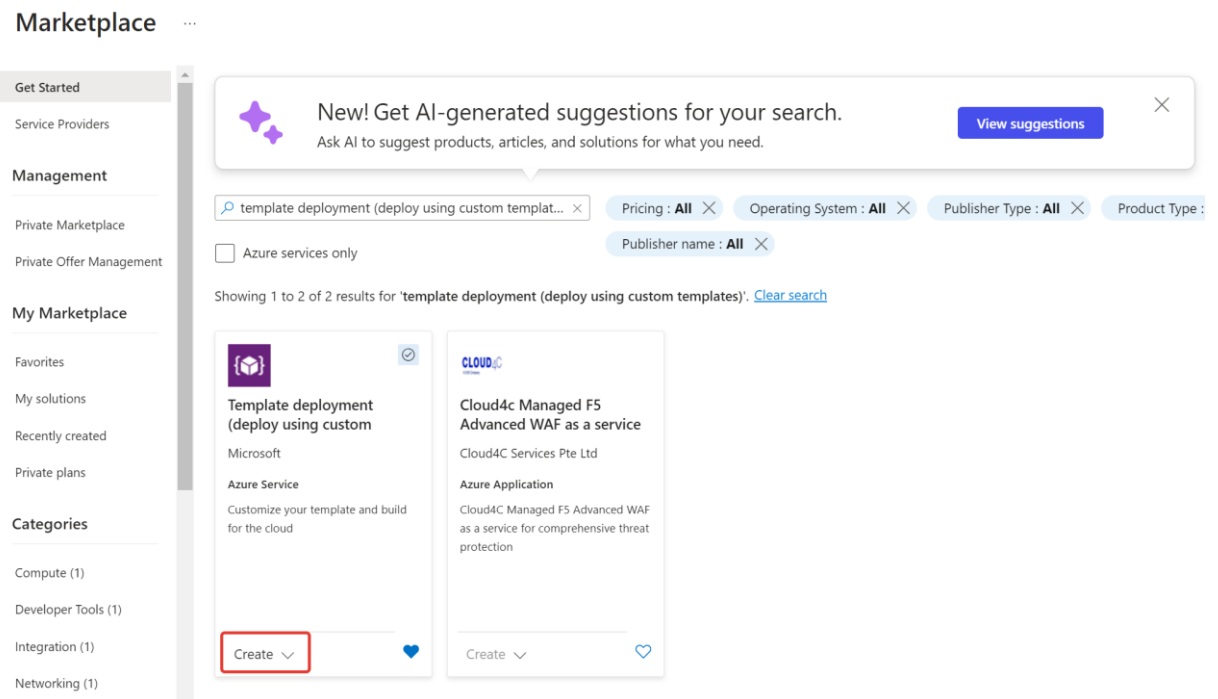 Marketplace ...
Get Started
Service Providers
Management
Private Marketplace
Private Offer Management
My Marketplace
Favorites
My solutions
Recently created
Private plans
Categories
Compute (1)
Developer Tools (1)
Integration (1)
Networking (1)
New! Get AI-generated suggestions for your search.
Ask AI to suggest products, articles, and solutions for what you need.
View suggestions
template deployment (deploy using custom templat...
Pricing : All
Operating System : All
Publisher Type : All
Product Type :
Publisher name : All
Azure services only
Showing 1 to 2 of 2 results for 'template deployment (deploy using custom templates)'. Clear search
Template deployment
(deploy using custom
Microsoft
Azure Service
Customize your template and build
for the cloud
Create
CLOUD4C
Cloud4c Managed F5
Advanced WAF as a service
Cloud4C Services Pte Ltd
Azure Application
Cloud4C Managed F5 Advanced WAF
as a service for comprehensive threat
protection
Create